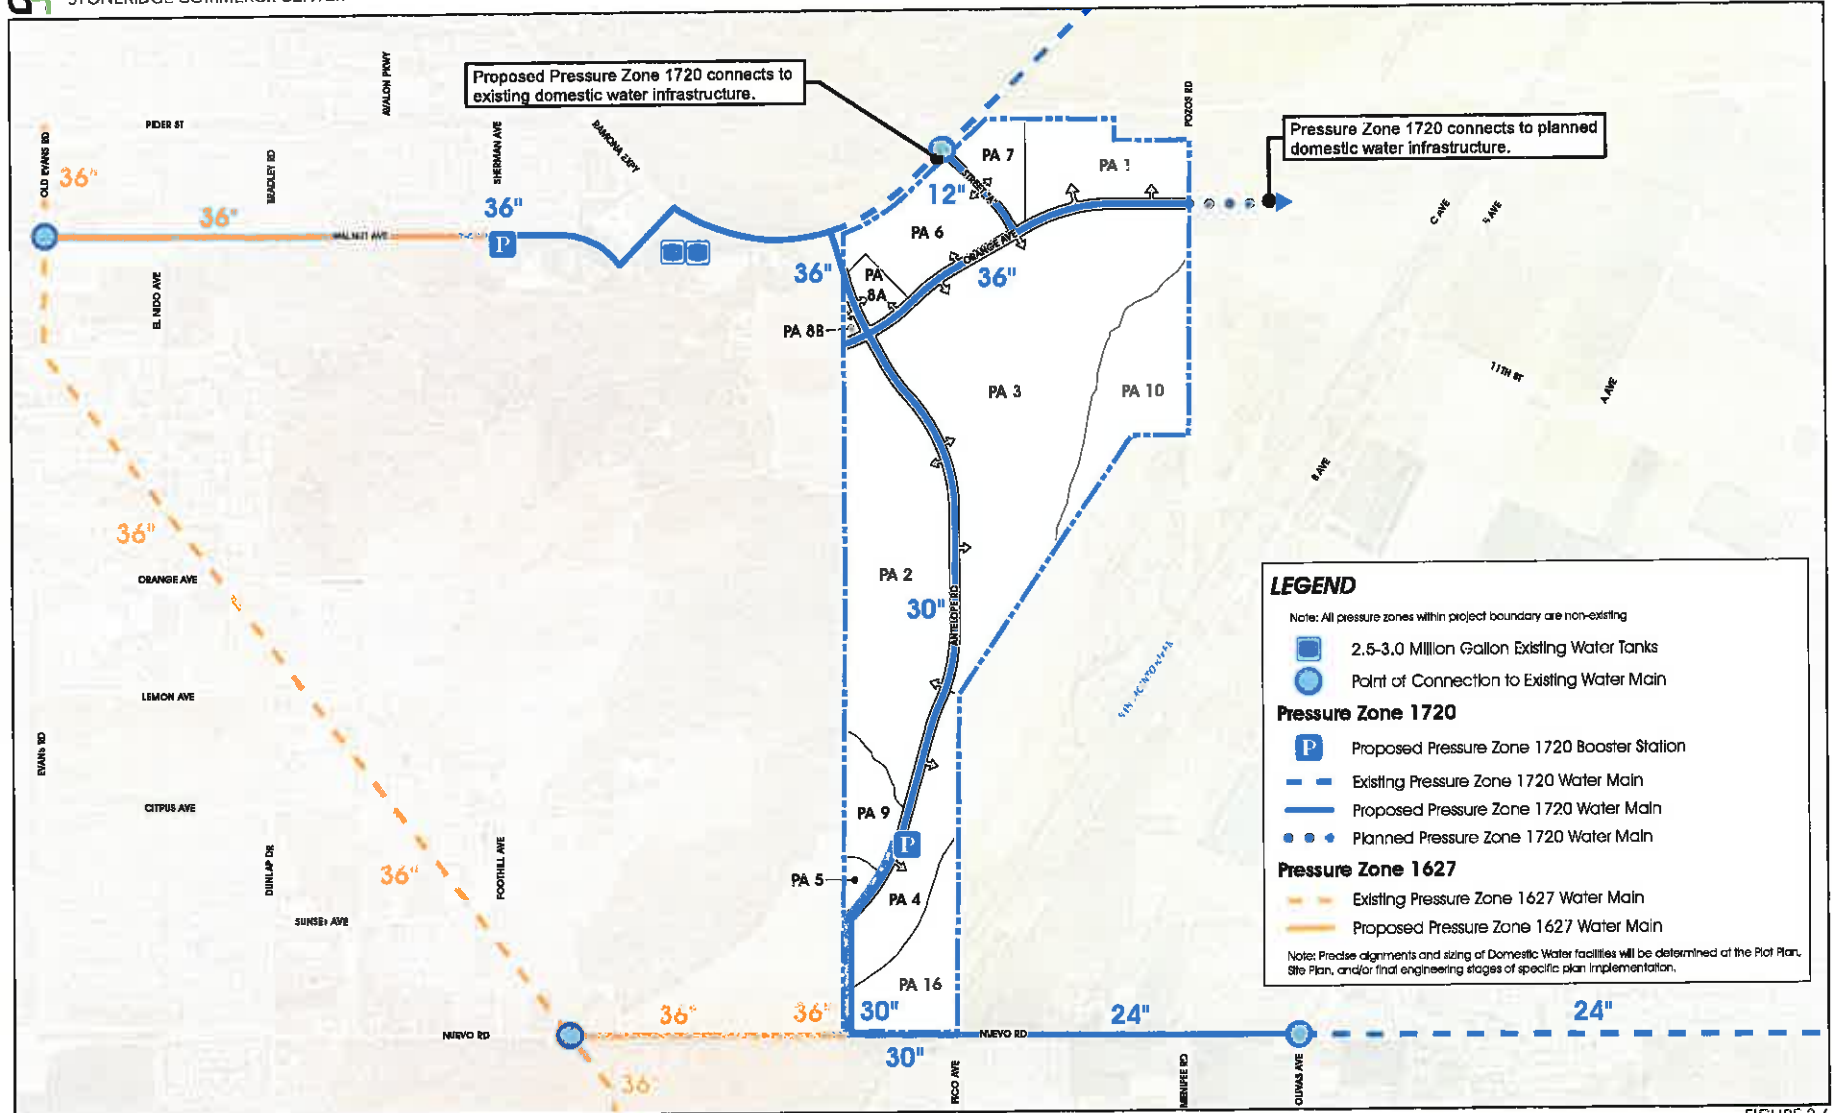 STONERIDGE COMMERCE CENTER
Proposed Pressure Zone 1720 connects to
existing domestic water infrastructure.
Pressure Zone 1720 connects to planned
domestic water infrastructure.
PIDER ST
AVALON PKWY
OLD EVANS RD
BRADLEY RD
SHERMAN AVE
RAMONA EXPY
POZOS RD
36"
36"
36"
WALNUT AVE
P
EL NIDO AVE
PA 7
PA 1
12"
STREET "A"
PA 6
ORANGE AVE
36"
36"
PA
8A
PA 8B
C AVE
11TH ST
A AVE
B AVE
PA 3
PA 10
36"
ORANGE AVE
PA 2
30"
ANTELOPE RD
LEMON AVE
EVANS RD
CITRUS AVE
DUNLAP DR
36"
FOOTHILL AVE
SUNSET AVE
PA 9
P
PA 5
PA 4
PA 16
NUEVO RD
36"
36"
30"
30"
NUEVO RD
24"
24"
36"
PICO AVE
MENIFEE RD
OLIVAS AVE
LEGEND
Note: All pressure zones within project boundary are non-existing
2.5-3.0 Million Gallon Existing Water Tanks
Point of Connection to Existing Water Main
Pressure Zone 1720
P Proposed Pressure Zone 1720 Booster Station
Existing Pressure Zone 1720 Water Main
Proposed Pressure Zone 1720 Water Main
Planned Pressure Zone 1720 Water Main
Pressure Zone 1627
Existing Pressure Zone 1627 Water Main
Proposed Pressure Zone 1627 Water Main
Note: Precise alignments and sizing of Domestic Water facilities will be determined at the Plot Plan,
Site Plan, and/or final engineering stages of specific plan implementation.